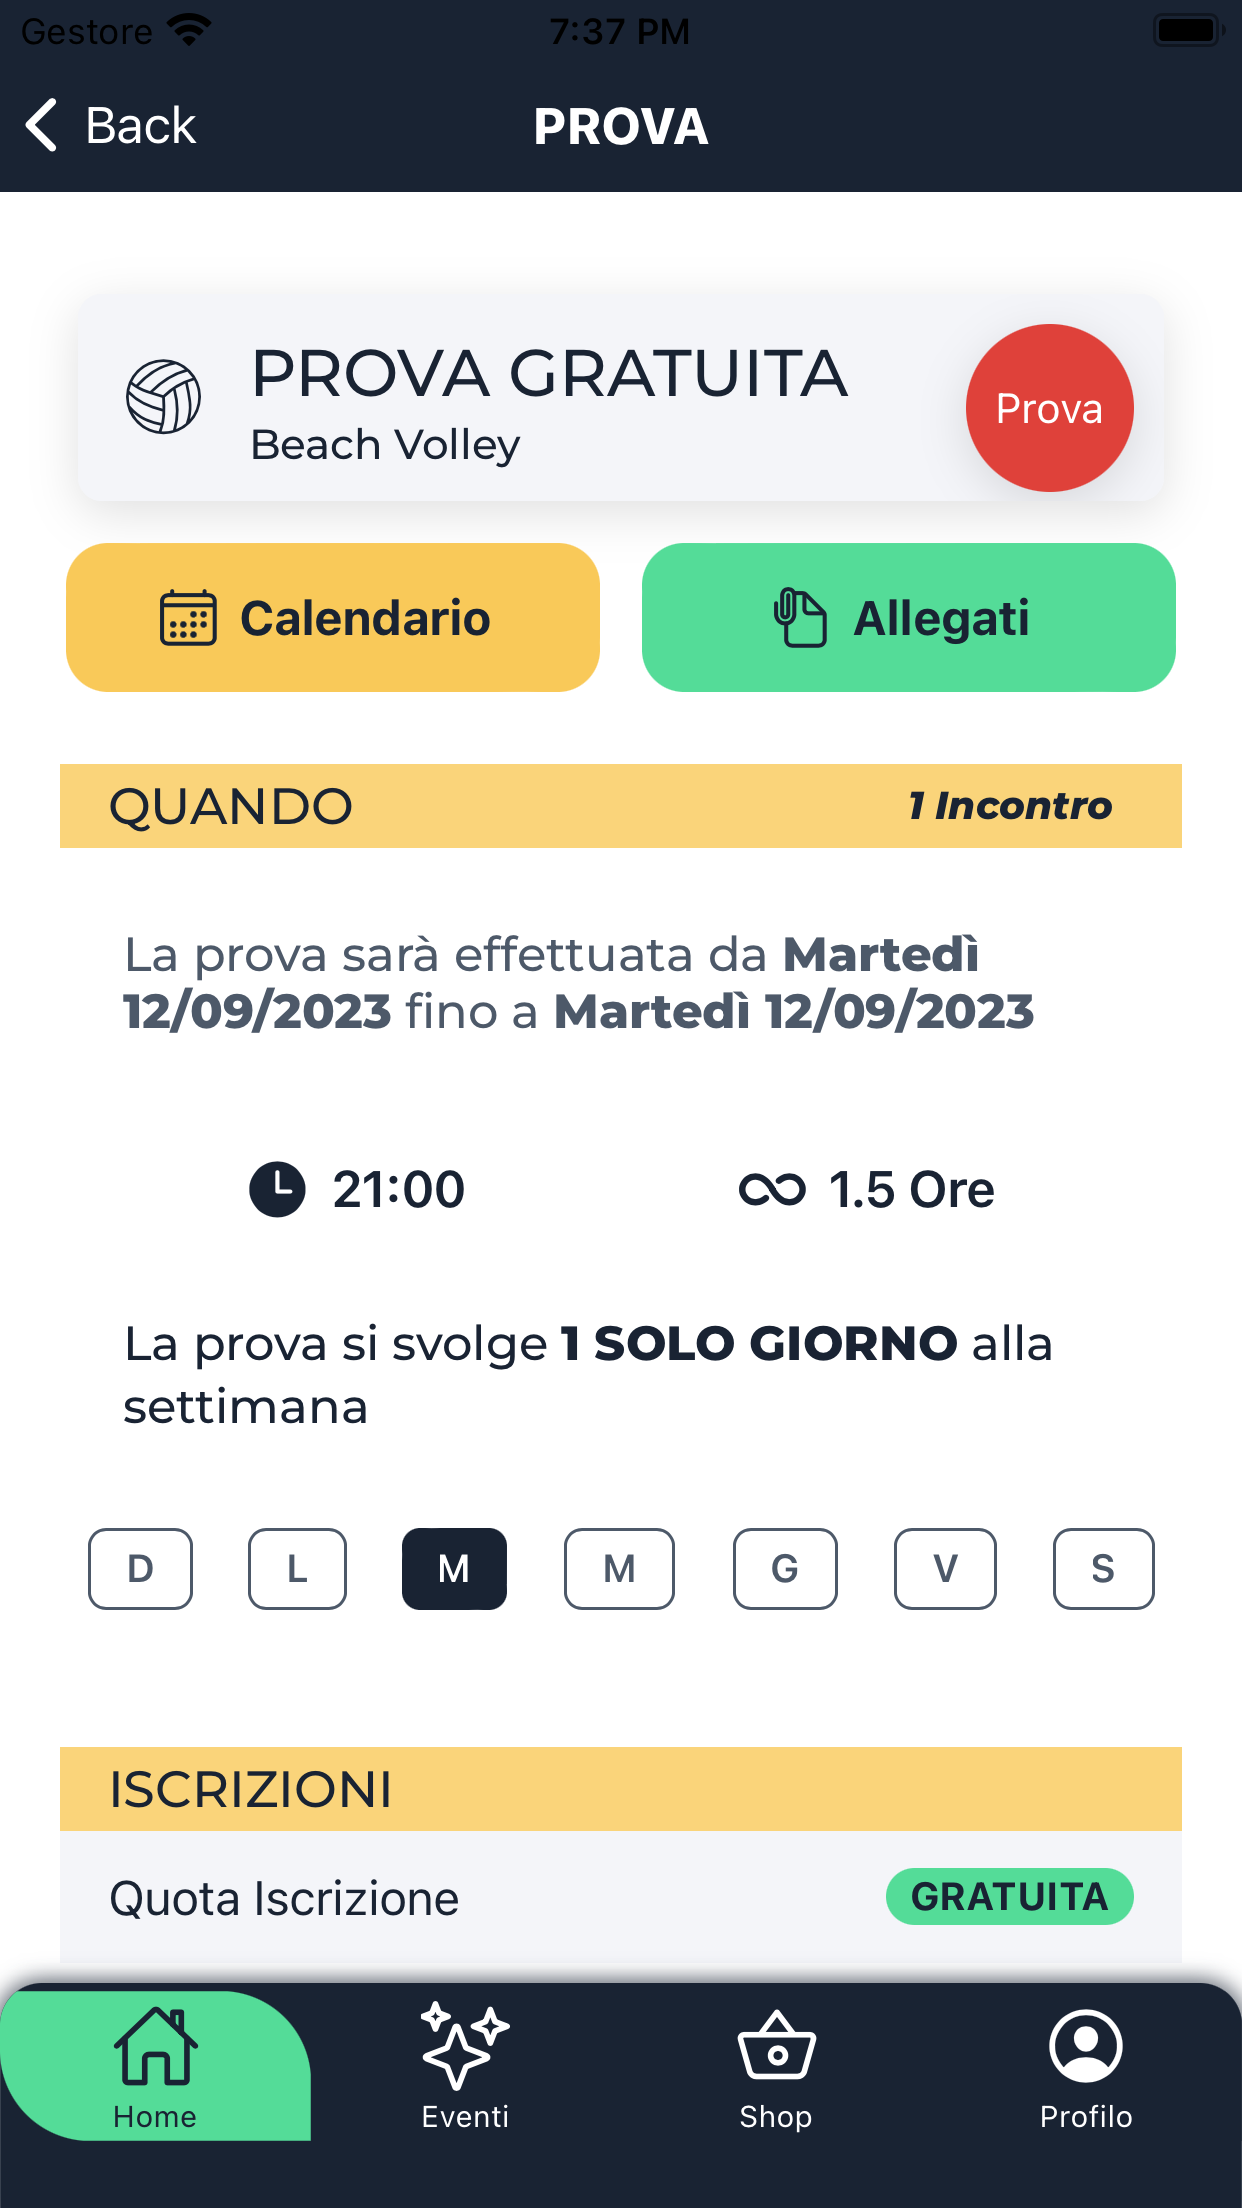 Gestore 7:37 PM
Back PROVA
PROVA GRATUITA
Beach Volley
Prova
Calendario Allegati
QUANDO 1 Incontro
La prova sarà effettuata da Martedì
12/09/2023 fino a Martedì 12/09/2023
21:00 1.5 Ore
La prova si svolge 1 SOLO GIORNO alla
settimana
D L M M G V S
ISCRIZIONI
Quota Iscrizione GRATUITA
Home Eventi Shop Profilo